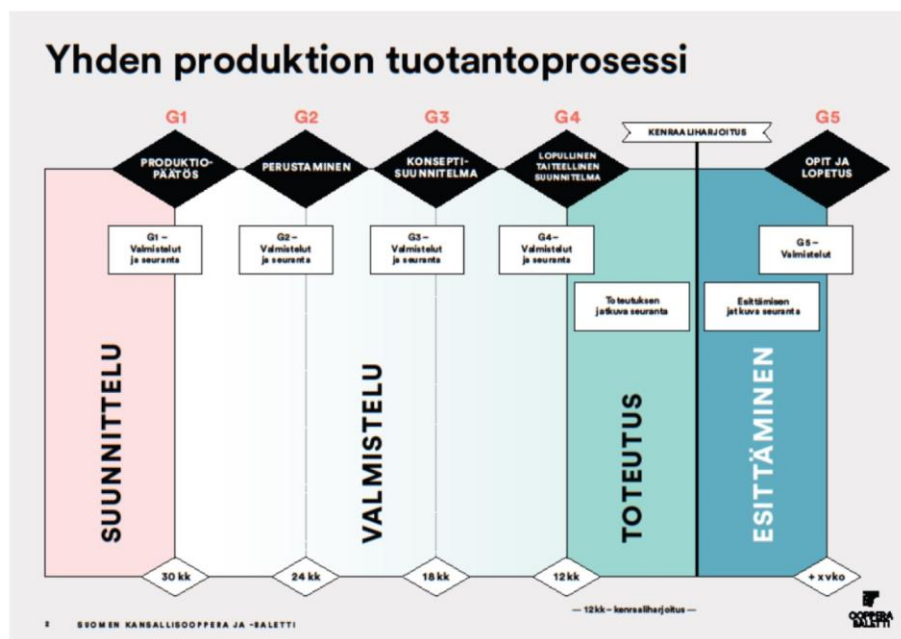 Yhden produktion tuotantoprosessi
G1
G2
G3
G4
G5
KENRAALIHARJOITUS
PRODUKTIO-
PÄÄTÖS
PERUSTAMINEN
KONSEPTI-
SUUNNITELMA
LOPULLINEN
TAITEELLINEN
SUUNNITELMA
OPIT JA
LOPETUS
G1 –
Valmistelut
ja seuranta
G2 –
Valmistelut
ja seuranta
G3 –
Valmistelut
ja seuranta
G4 –
Valmistelut
ja seuranta
G5 –
Valmistelut
Toteutuksen
jatkuva seuranta
Esittämisen
jatkuva seuranta
SUUNNITTELU
VALMISTELU
TOTEUTUS
ESITTÄMINEN
30 kk
24 kk
18 kk
12 kk
+ x vko
— 12 kk – kenraaliharjoitus —
2 SUOMEN KANSALLISOOPPERA JA -BALETTI
OOPPERA
BALETTI